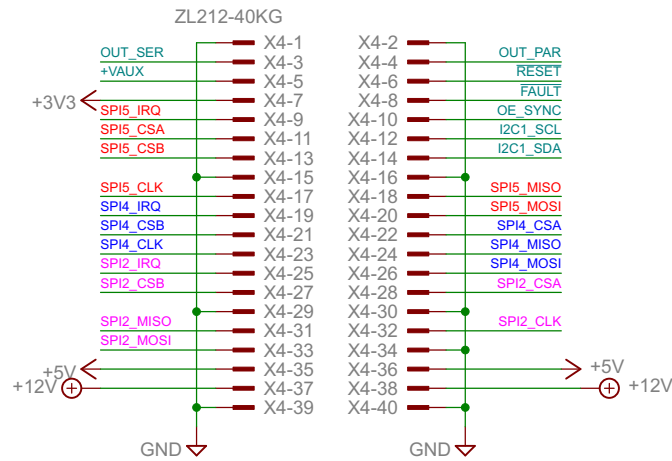 ZL212-40KG
X4-1 X4-2
OUT_SER X4-3 X4-4 OUT_PAR
+VAUX X4-5 X4-6 RESET
+3V3 X4-7 X4-8 FAULT
SPI5_IRQ X4-9 X4-10 OE_SYNC
SPI5_CSA X4-11 X4-12 I2C1_SCL
SPI5_CSB X4-13 X4-14 I2C1_SDA
X4-15 X4-16
SPI5_CLK X4-17 X4-18 SPI5_MISO
SPI4_IRQ X4-19 X4-20 SPI5_MOSI
SPI4_CSB X4-21 X4-22 SPI4_CSA
SPI4_CLK X4-23 X4-24 SPI4_MISO
SPI2_IRQ X4-25 X4-26 SPI4_MOSI
SPI2_CSB X4-27 X4-28 SPI2_CSA
X4-29 X4-30
SPI2_MISO X4-31 X4-32 SPI2_CLK
SPI2_MOSI X4-33 X4-34
+5V X4-35 X4-36 +5V
+12V X4-37 X4-38 +12V
X4-39 X4-40
GND GND